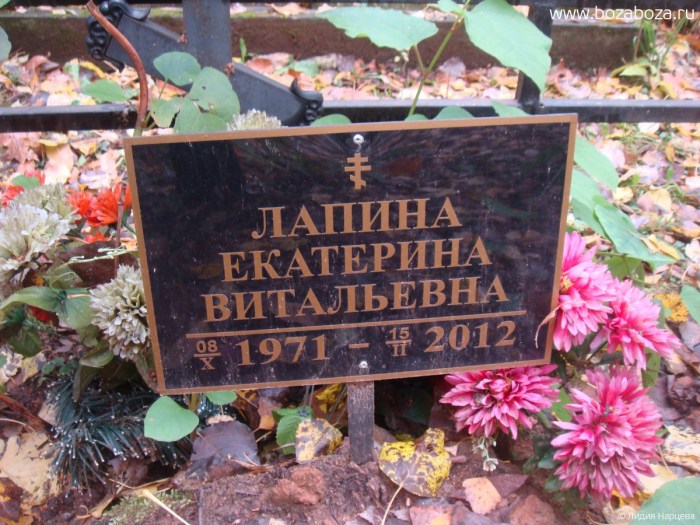 www.bozaboza.ru
ЛАПИНА
ЕКАТЕРИНА
ВИТАЛЬЕВНА
08/X 1971 - 15/II 2012
© Лидия Нарцева